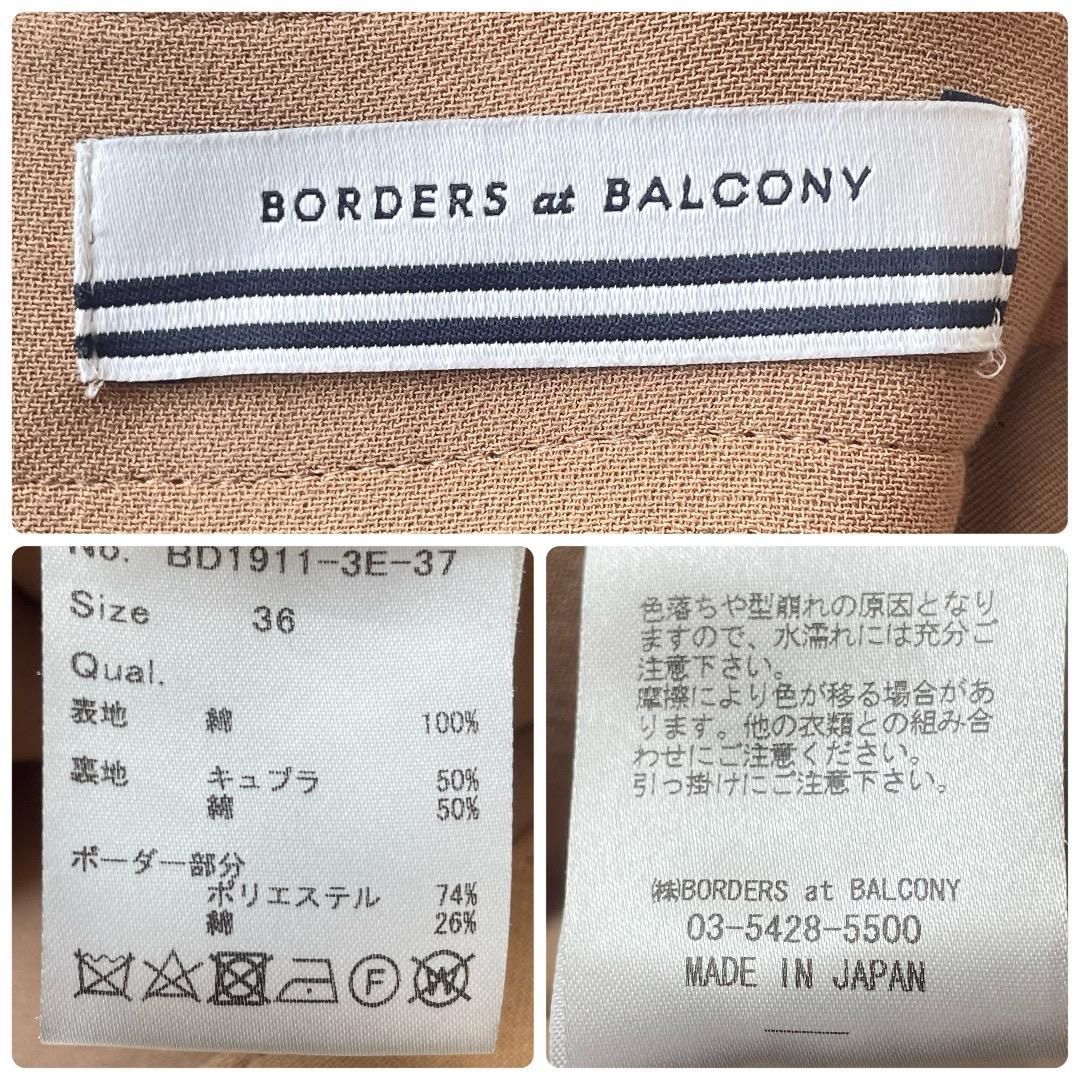 BORDERS at BALCONY
No. BD1911-3E-37
Size 36
Qual.
表地 綿 100%
裏地 キュプラ 50%
綿 50%
ボーダー部分
ポリエステル 74%
綿 26%
F
W
色落ちや型崩れの原因となり
ますので、水濡れには充分ご
注意下さい。
摩擦により色が移る場合があ
ります。他の衣類との組み合
わせにご注意ください。
引っ掛けにご注意下さい。
㈱BORDERS at BALCONY
03-5428-5500
MADE IN JAPAN